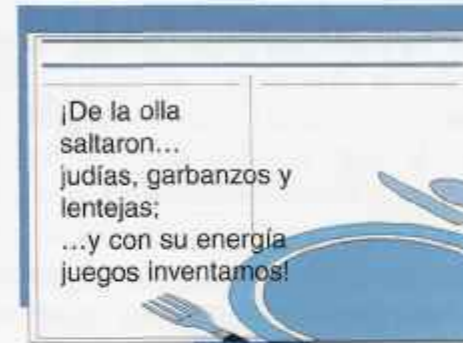 ¡De la olla
saltaron...
judías, garbanzos y
lentejas;
...y con su energía
juegos inventamos!